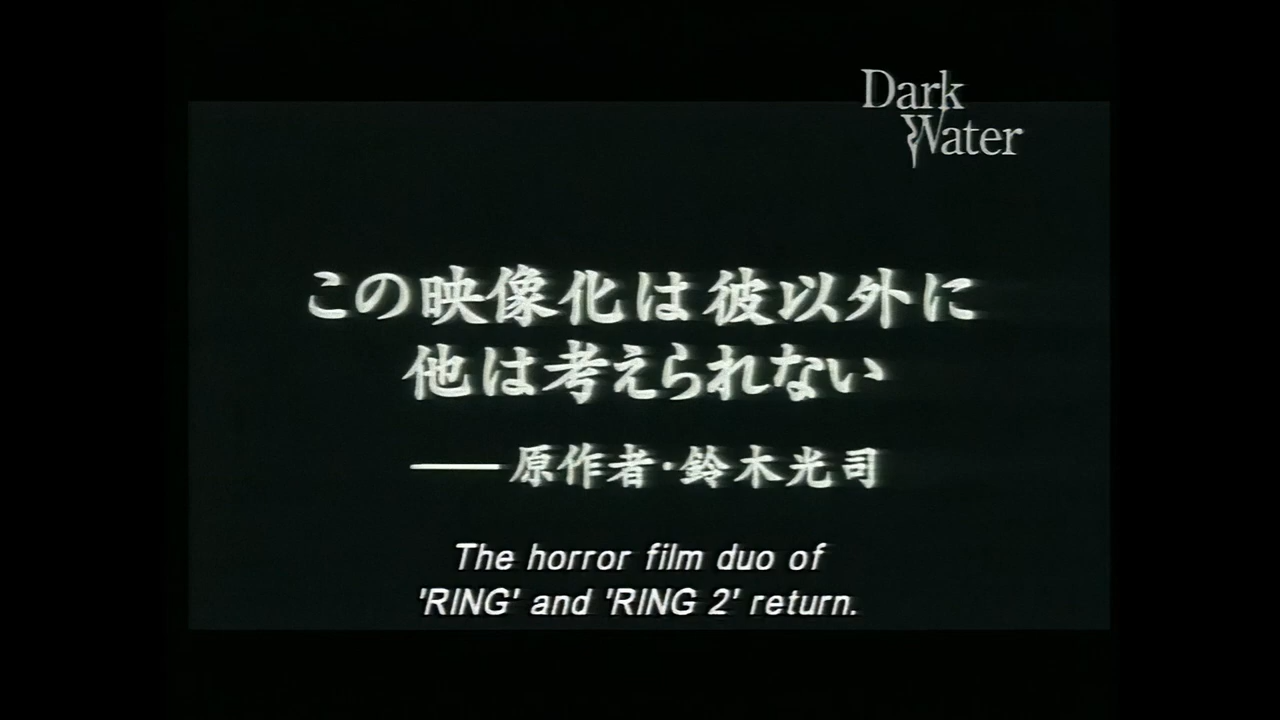 Dark
Water
この映像化は彼以外に
他は考えられない
──原作者・鈴木光司
The horror film duo of
'RING' and 'RING 2' return.